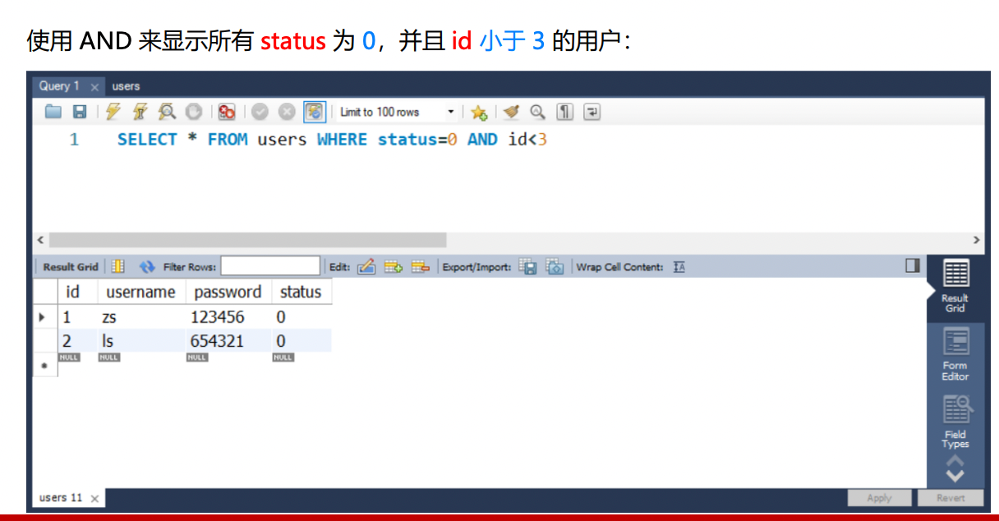 使用 AND 来显示所有 status 为 0，并且 id 小于 3 的用户：
Query 1 × users
Limit to 100 rows
1 SELECT * FROM users WHERE status=0 AND id<3
Result Grid Filter Rows: Edit: Export/Import: Wrap Cell Content:
id username password status
1 zs 123456 0
2 ls 654321 0
NULL NULL NULL NULL
Result
Grid
Form
Editor
Field
Types
users 11 ×
Apply Revert